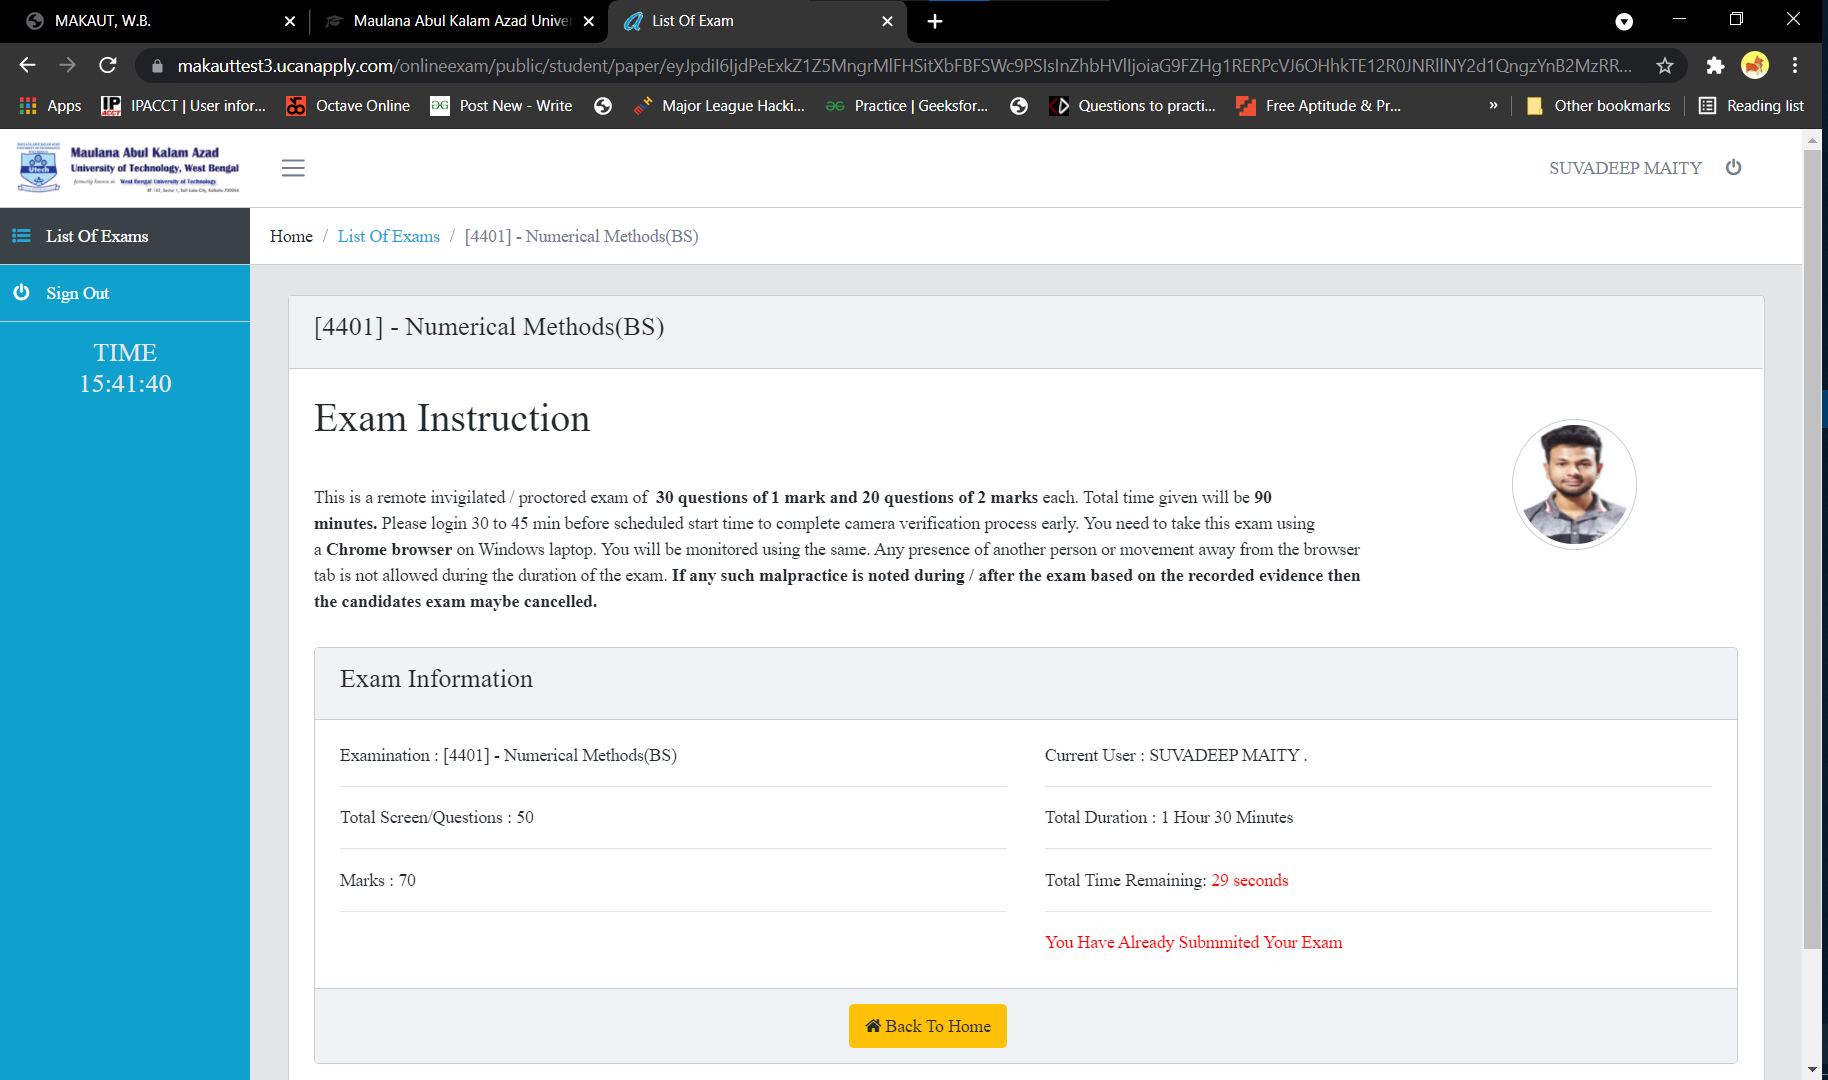 MAKAUT, W.B.
Maulana Abul Kalam Azad Unive
List Of Exam
makauttest3.ucanapply.com/onlineexam/public/student/paper/
Apps
IPACCT | User infor...
Octave Online
Post New - Write
Major League Hacki...
Practice | Geeksfor...
Questions to practi...
Free Aptitude & Pr...
»
Other bookmarks
Reading list
Utech
Maulana Abul Kalam Azad
University of Technology, West Bengal
formerly known as West Bengal University of Technology
SUVADEEP MAITY
List Of Exams
Home / List Of Exams / [4401] - Numerical Methods(BS)
Sign Out
TIME
15:41:40
[4401] - Numerical Methods(BS)
Exam Instruction
This is a remote invigilated / proctored exam of 30 questions of 1 mark and 20 questions of 2 marks each. Total time given will be 90
minutes. Please login 30 to 45 min before scheduled start time to complete camera verification process early. You need to take this exam using
a Chrome browser on Windows laptop. You will be monitored using the same. Any presence of another person or movement away from the browser
tab is not allowed during the duration of the exam. If any such malpractice is noted during / after the exam based on the recorded evidence then
the candidates exam maybe cancelled.
Exam Information
Examination : [4401] - Numerical Methods(BS)
Current User : SUVADEEP MAITY .
Total Screen/Questions : 50
Total Duration : 1 Hour 30 Minutes
Marks : 70
Total Time Remaining: 29 seconds
You Have Already Submmited Your Exam
Back To Home